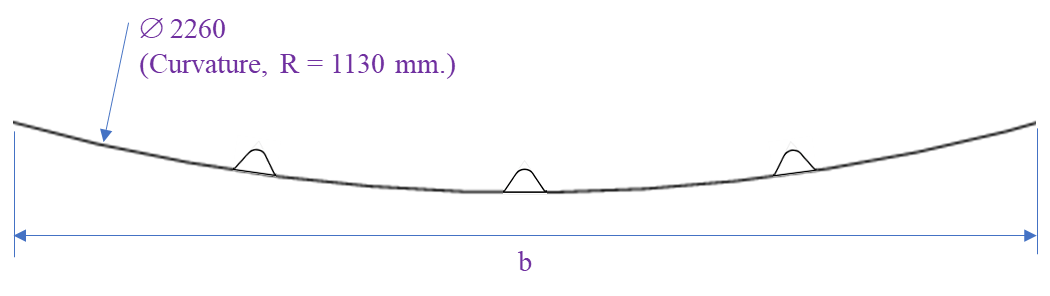 ∅ 2260
(Curvature, R = 1130 mm.)
b